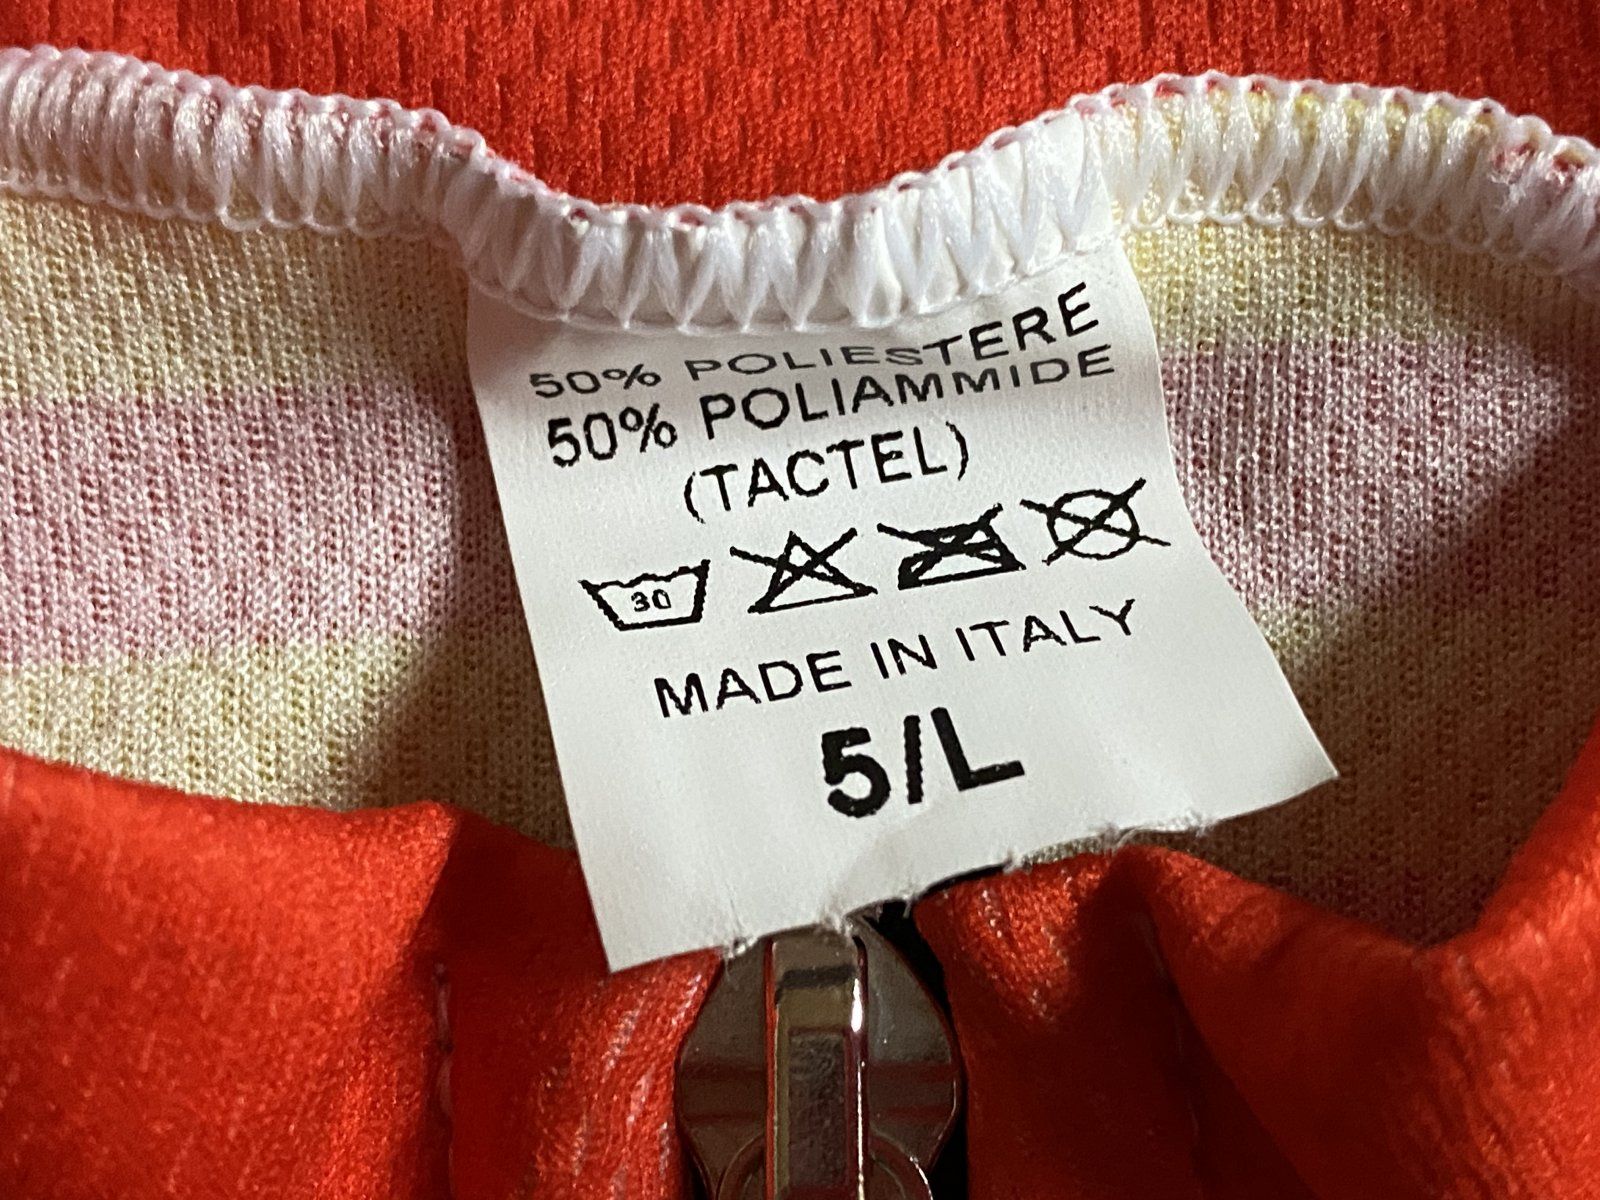 50% POLIESTERE
50% POLIAMMIDE
(TACTEL)
30
MADE IN ITALY
5/L